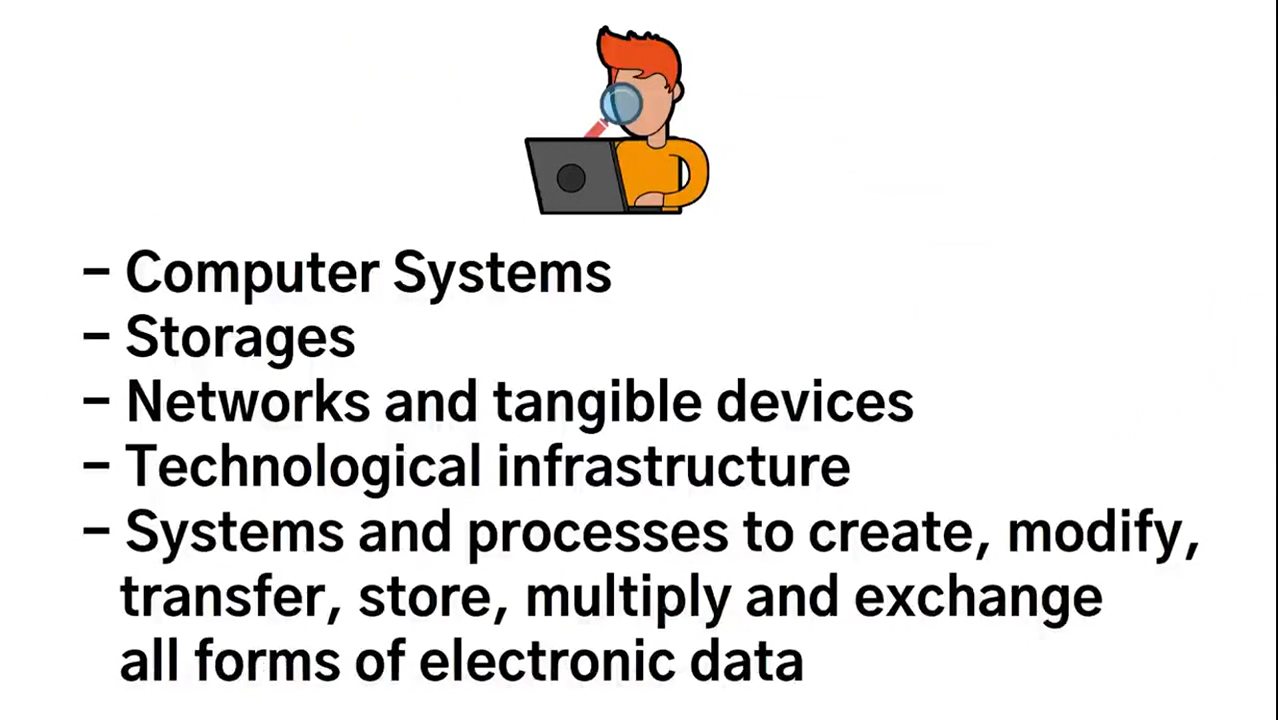 - Computer Systems
- Storages
- Networks and tangible devices
- Technological infrastructure
- Systems and processes to create, modify,
transfer, store, multiply and exchange
all forms of electronic data